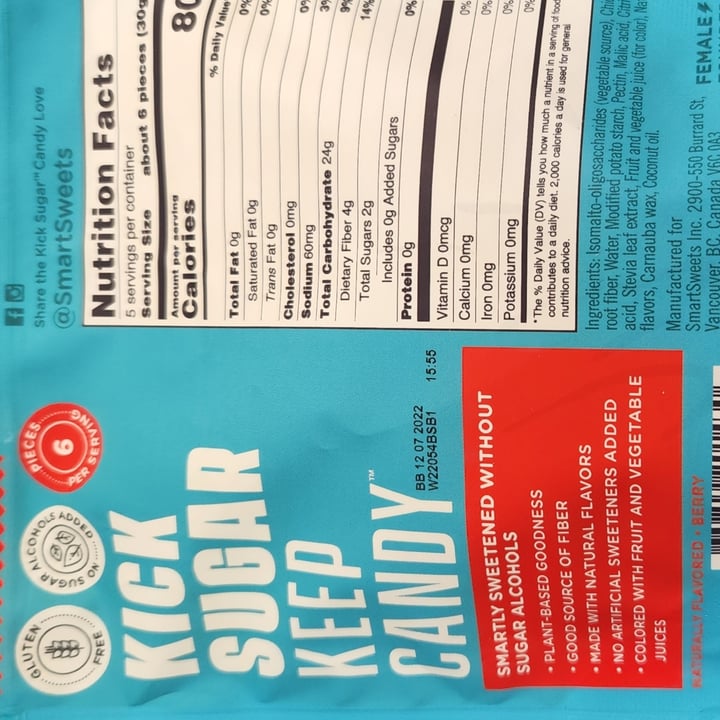 GLUTEN FREE
NO SUGAR ALCOHOLS ADDED
6 PIECES PER SERVING
Share the Kick Sugar™ Candy Love
@SmartSweets
KICK
SUGAR
KEEP
CANDY™
BB 12 07 2022 15:55
W22054BSB1
SMARTLY SWEETENED WITHOUT
SUGAR ALCOHOLS
• PLANT-BASED GOODNESS
• GOOD SOURCE OF FIBER
• MADE WITH NATURAL FLAVORS
• NO ARTIFICIAL SWEETENERS ADDED
• COLORED WITH FRUIT AND VEGETABLE
JUICES
NATURALLY FLAVORED • BERRY
Nutrition Facts
5 servings per container
Serving Size about 6 pieces (30g
Amount per serving
Calories 80
% Daily Value
Total Fat 0g 0%
Saturated Fat 0g 0%
Trans Fat 0g
Cholesterol 0mg 0%
Sodium 60mg 3%
Total Carbohydrate 24g 9%
Dietary Fiber 4g 14%
Total Sugars 2g
Includes 0g Added Sugars 0%
Protein 0g
Vitamin D 0mcg 0%
Calcium 0mg 0%
Iron 0mg 0%
Potassium 0mg 0%
*The % Daily Value (DV) tells you how much a nutrient in a serving of food
contributes to a daily diet. 2,000 calories a day is used for general
nutrition advice.
Ingredients: Isomalto-oligosaccharides (vegetable source),
root fiber, Water, Modified potato starch, Pectin, Malic acid,
acid, Stevia leaf extract, Fruit and vegetable juice (for color),
flavors, Carnauba wax, Coconut oil.
Manufactured for
SmartSweets Inc. 2900-550 Burrard St,
Vancouver, BC, Canada V6C 0A3
FEMALE